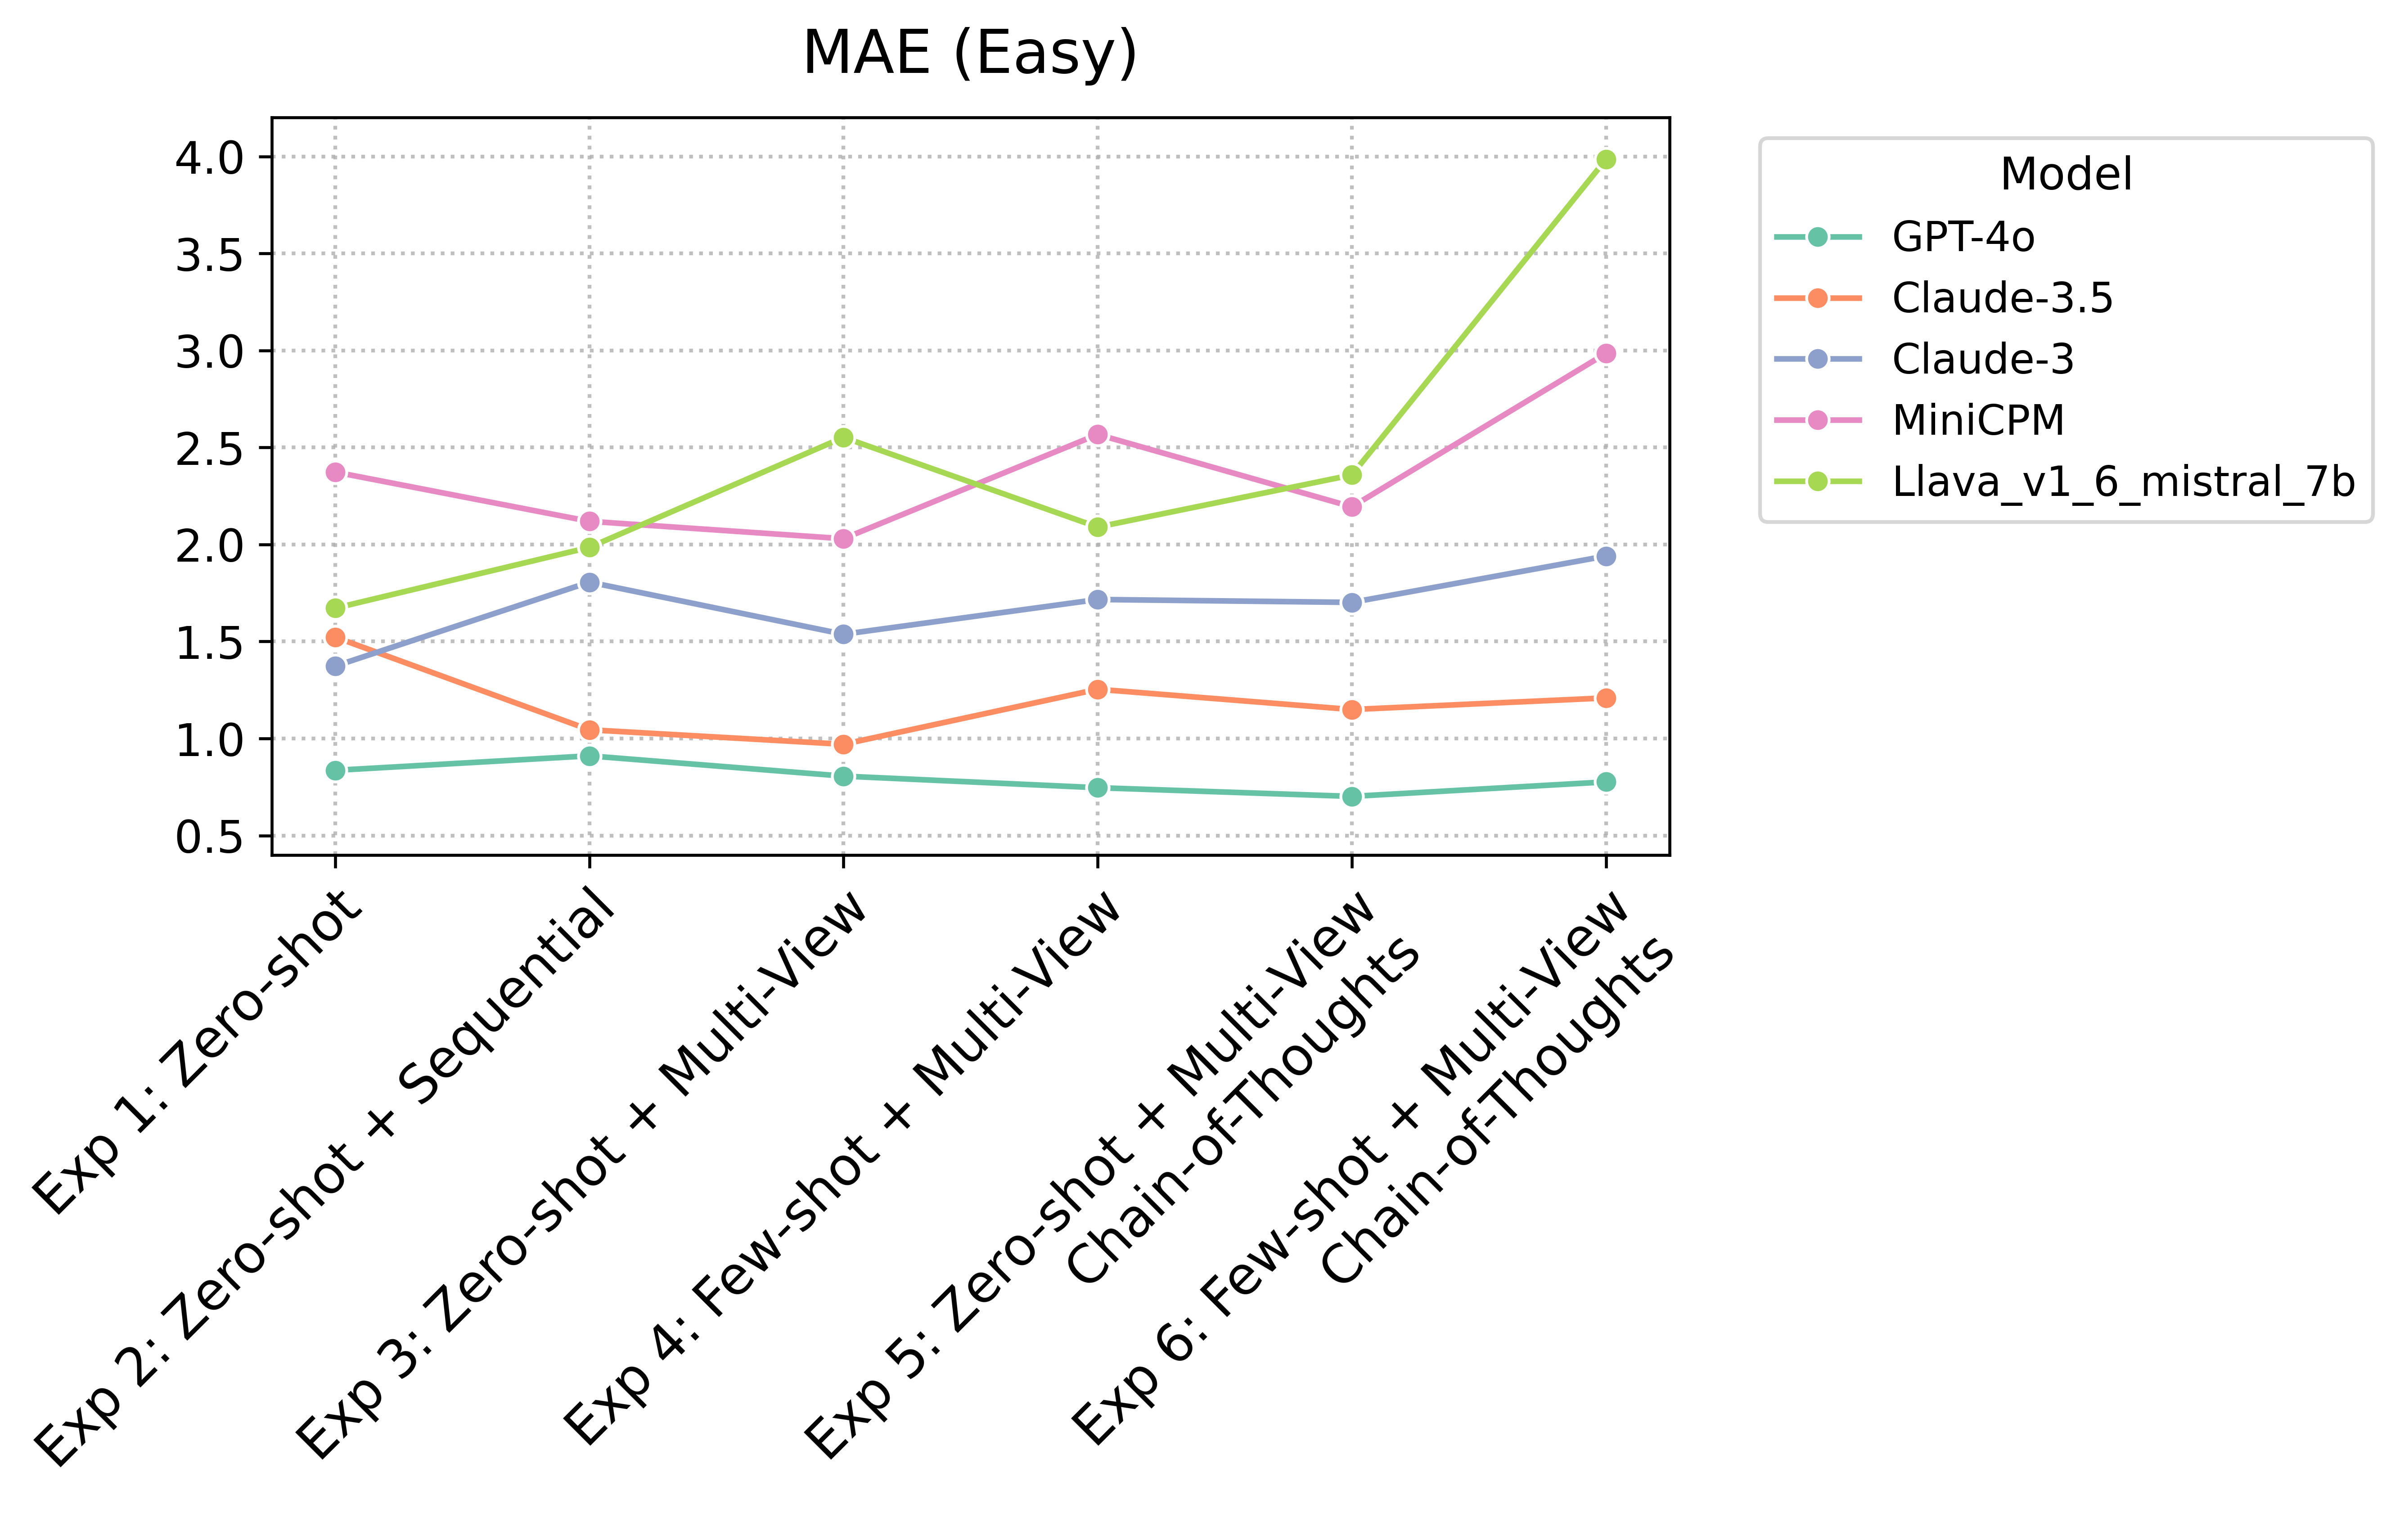 MAE (Easy)
4.0
3.5
3.0
2.5
2.0
1.5
1.0
0.5
Exp 1: Zero-shot
Exp 2: Zero-shot + Sequential
Exp 3: Zero-shot + Multi-View
Exp 4: Few-shot + Multi-View
Exp 5: Zero-shot + Multi-View
Chain-of-Thoughts
Exp 6: Few-shot + Multi-View
Chain-of-Thoughts
Model
GPT-4o
Claude-3.5
Claude-3
MiniCPM
Llava_v1_6_mistral_7b